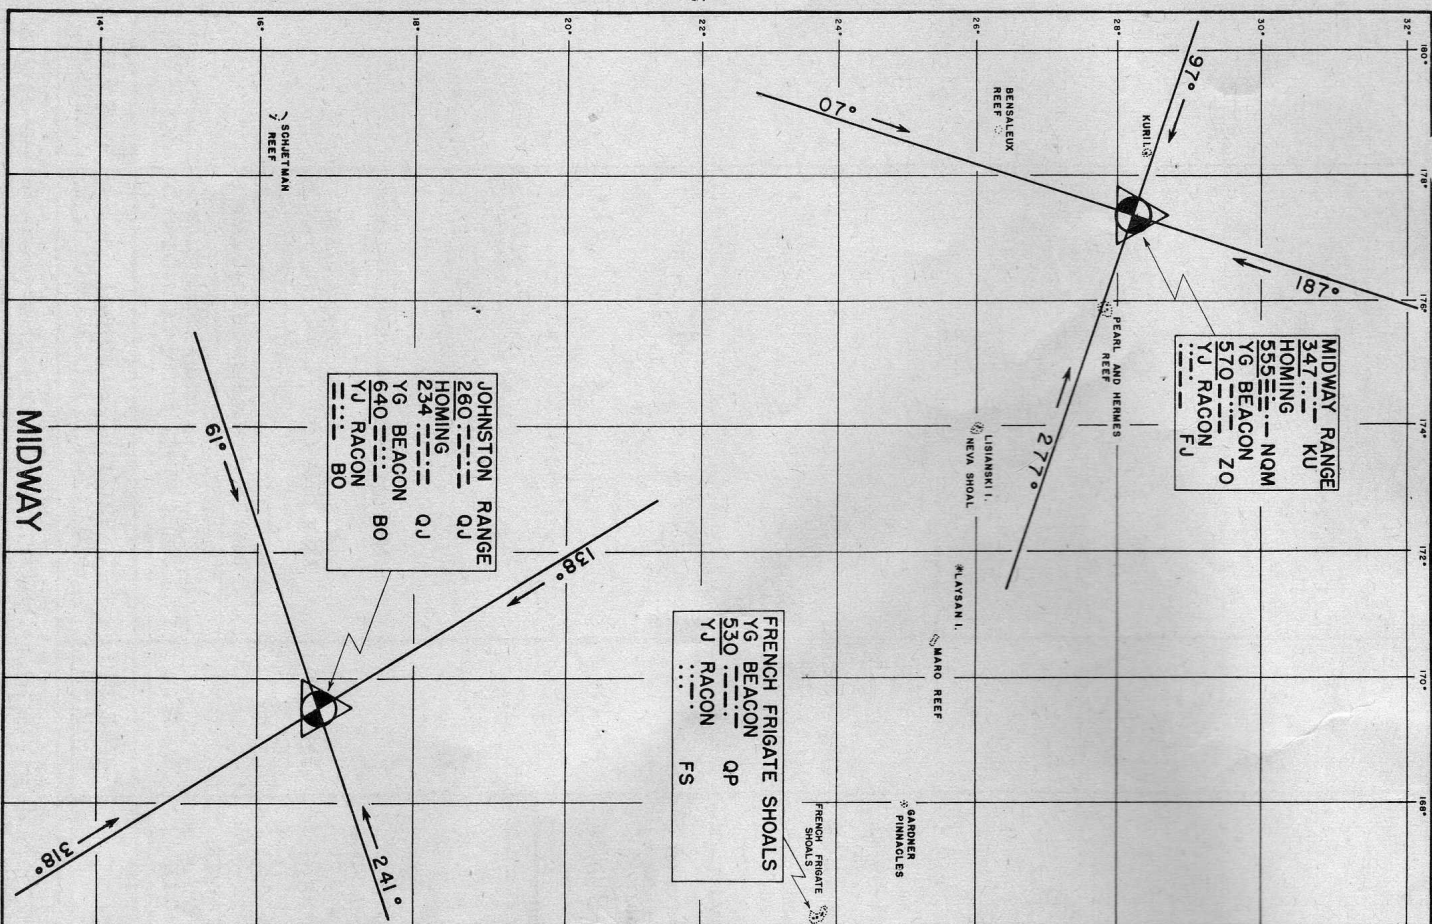 180°
178°
176°
174°
172°
170°
168°
32°
30°
28°
26°
24°
22°
20°
18°
16°
14°
97°
07°
187°
277°
KURIL
BENSALEUX
REEF
PEARL AND HERMES
REEF
LISIANSKI I.
NEVA SHOAL
LAYSAN I.
MARO REEF
GARDNER
PINNACLES
FRENCH FRIGATE
SHOALS
MIDWAY RANGE
347 -.- ..- KU
HOMING
555 -. --.- -- NQM
YG BEACON
570 --.. --- ZO
YJ RACON
..-. .--- FJ
FRENCH FRIGATE SHOALS
YG BEACON
530 --.- .--. QP
YJ RACON
..-. ... FS
JOHNSTON RANGE
260 --.- .--- QJ
HOMING
234 --.- .--- QJ
YG BEACON
640 -... --- BO
YJ RACON
-... --- BO
SCHJETMAN
REEF
61°
138°
241°
318°
MIDWAY